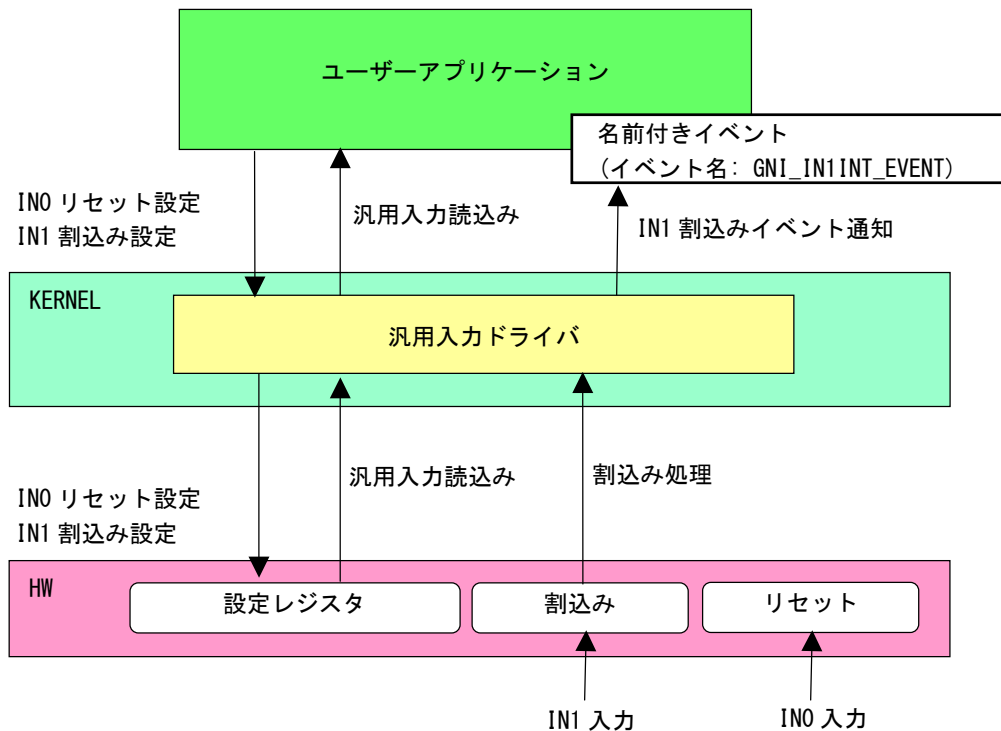 ユーザーアプリケーション
名前付きイベント
(イベント名: GNI_IN1INT_EVENT)
IN0 リセット設定
IN1 割込み設定
汎用入力読込み
IN1 割込みイベント通知
KERNEL
汎用入力ドライバ
IN0 リセット設定
IN1 割込み設定
汎用入力読込み
割込み処理
HW
設定レジスタ
割込み
リセット
IN1 入力
IN0 入力